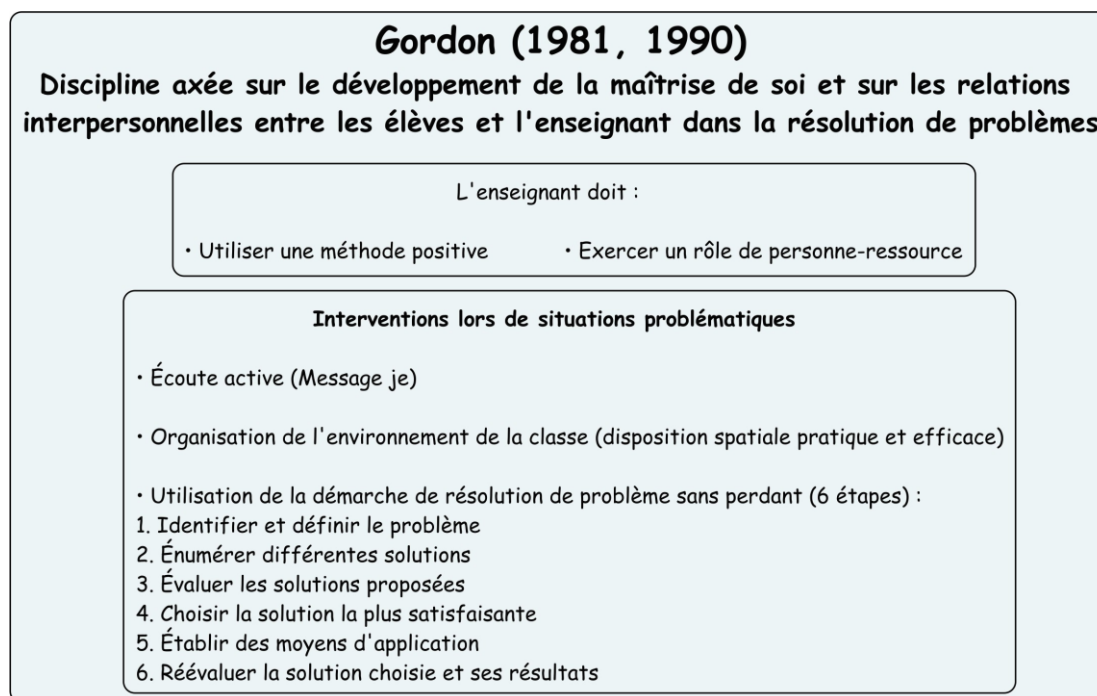 Gordon (1981, 1990)
Discipline axée sur le développement de la maîtrise de soi et sur les relations
interpersonnelles entre les élèves et l'enseignant dans la résolution de problèmes
L'enseignant doit :
• Utiliser une méthode positive • Exercer un rôle de personne-ressource
Interventions lors de situations problématiques
• Écoute active (Message je)
• Organisation de l'environnement de la classe (disposition spatiale pratique et efficace)
• Utilisation de la démarche de résolution de problème sans perdant (6 étapes) :
1. Identifier et définir le problème
2. Énumérer différentes solutions
3. Évaluer les solutions proposées
4. Choisir la solution la plus satisfaisante
5. Établir des moyens d'application
6. Réévaluer la solution choisie et ses résultats